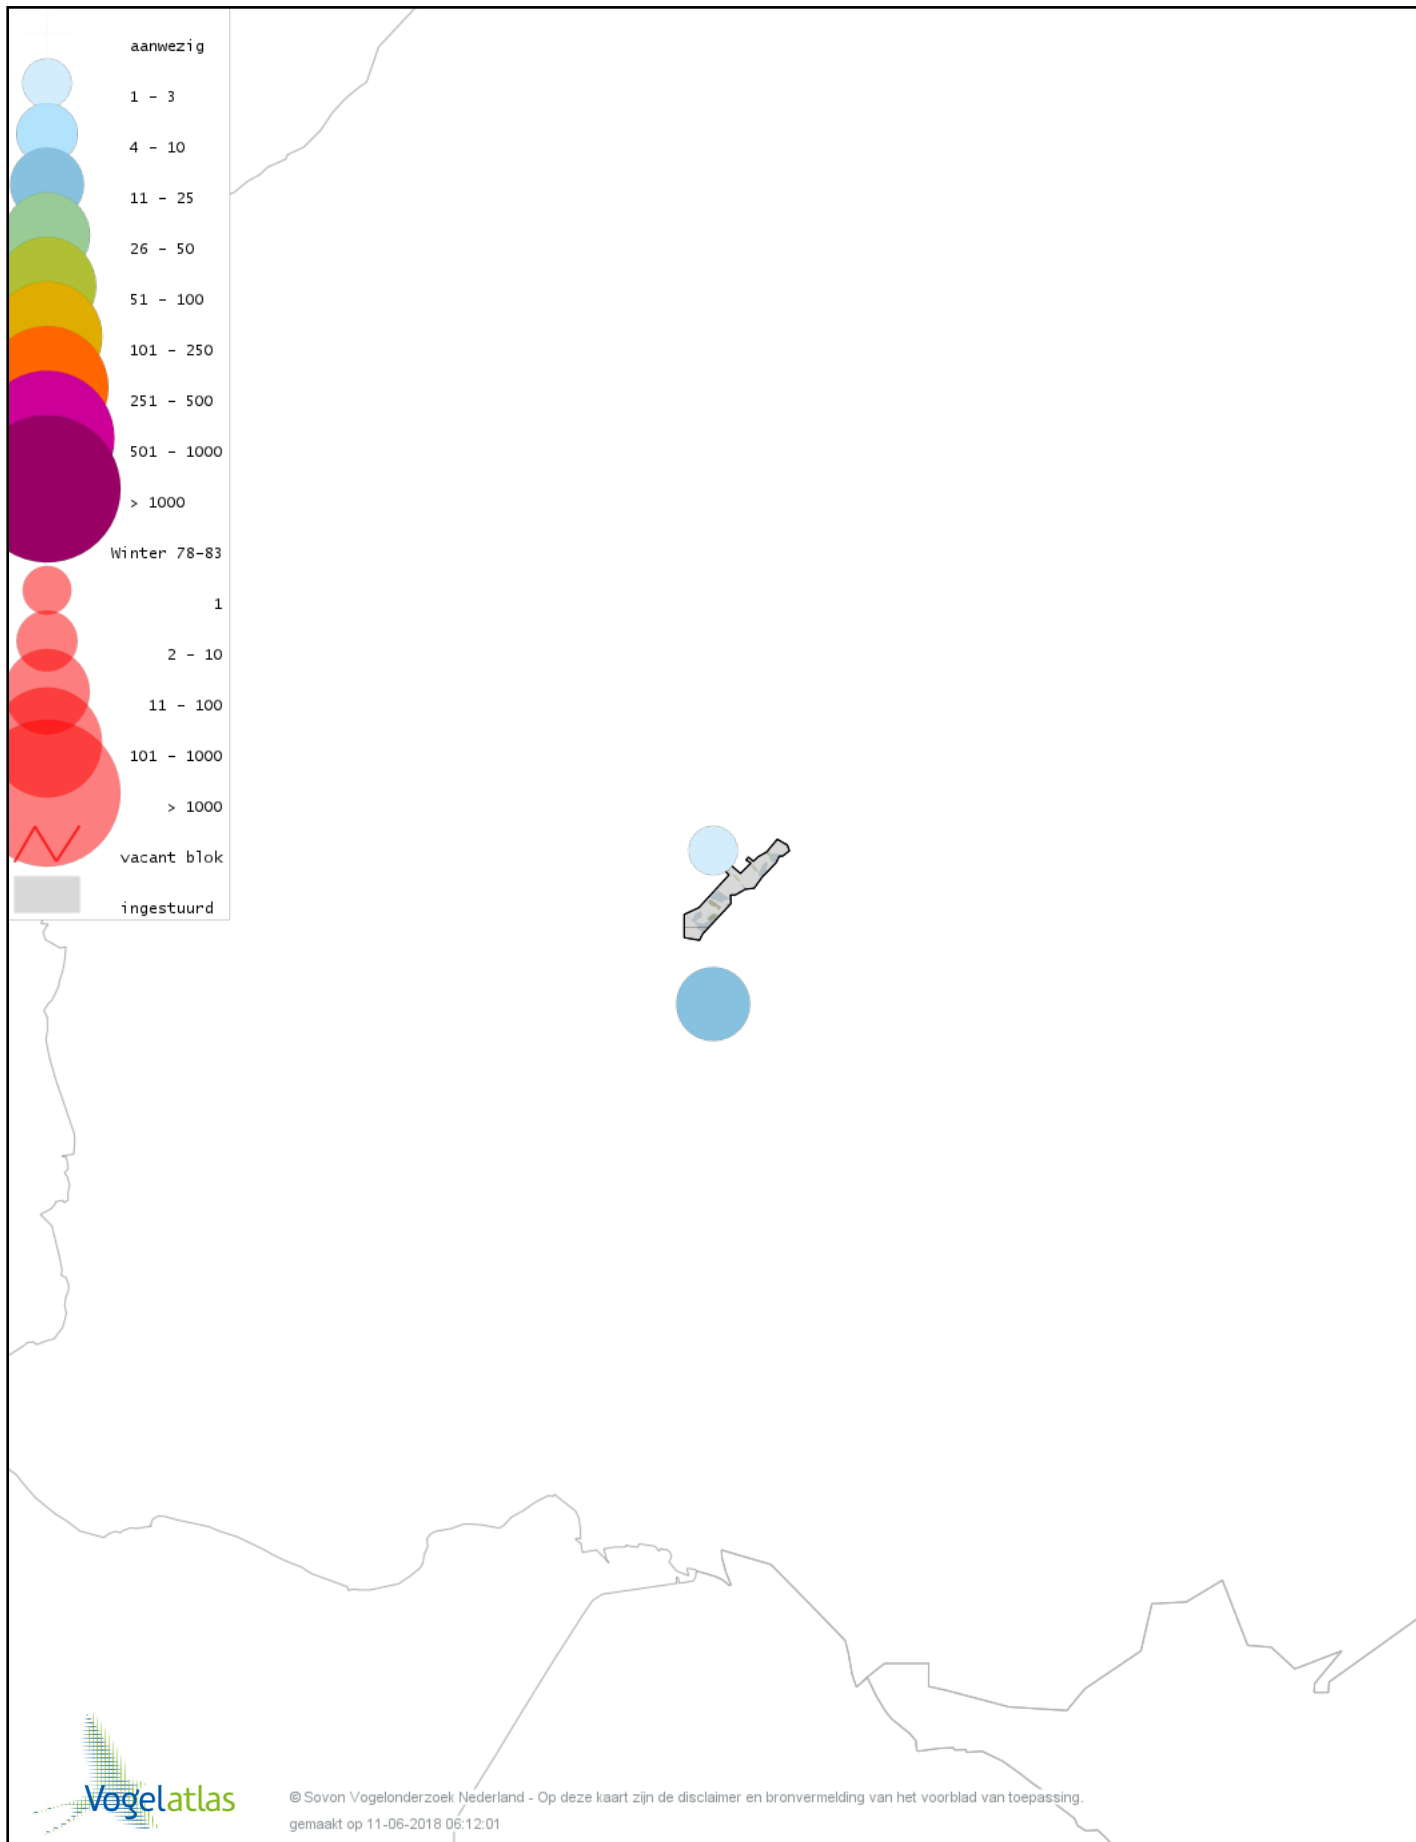 aanwezig
1 - 3
4 - 10
11 - 25
26 - 50
51 - 100
101 - 250
251 - 500
501 - 1000
> 1000
Winter 78-83
1
2 - 10
11 - 100
101 - 1000
> 1000
vacant blok
ingestuurd
Vogelatlas
© Sovon Vogelonderzoek Nederland - Op deze kaart zijn de disclaimer en bronvermelding van het voorblad van toepassing.
gemaakt op 11-06-2018 06:12:01